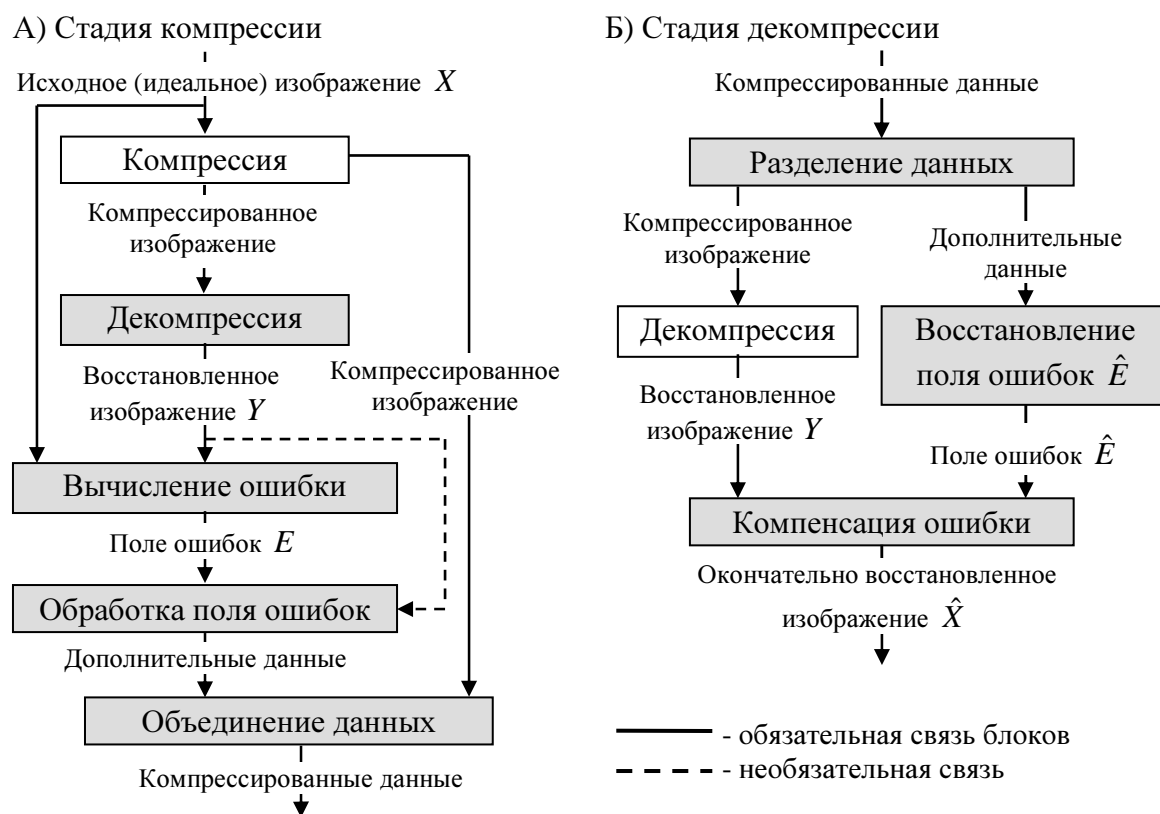 А) Стадия компрессии
Исходное (идеальное) изображение X
Компрессия
Компрессированное
изображение
Декомпрессия
Восстановленное
изображение Y
Компрессированное
изображение
Вычисление ошибки
Поле ошибок E
Обработка поля ошибок
Дополнительные данные
Объединение данных
Компрессированные данные
Б) Стадия декомпрессии
Компрессированные данные
Разделение данных
Компрессированное
изображение
Дополнительные
данные
Декомпрессия
Восстановление
поля ошибок Ê
Восстановленное
изображение Y
Поле ошибок Ê
Компенсация ошибки
Окончательно восстановленное
изображение X̂
- обязательная связь блоков
- необязательная связь